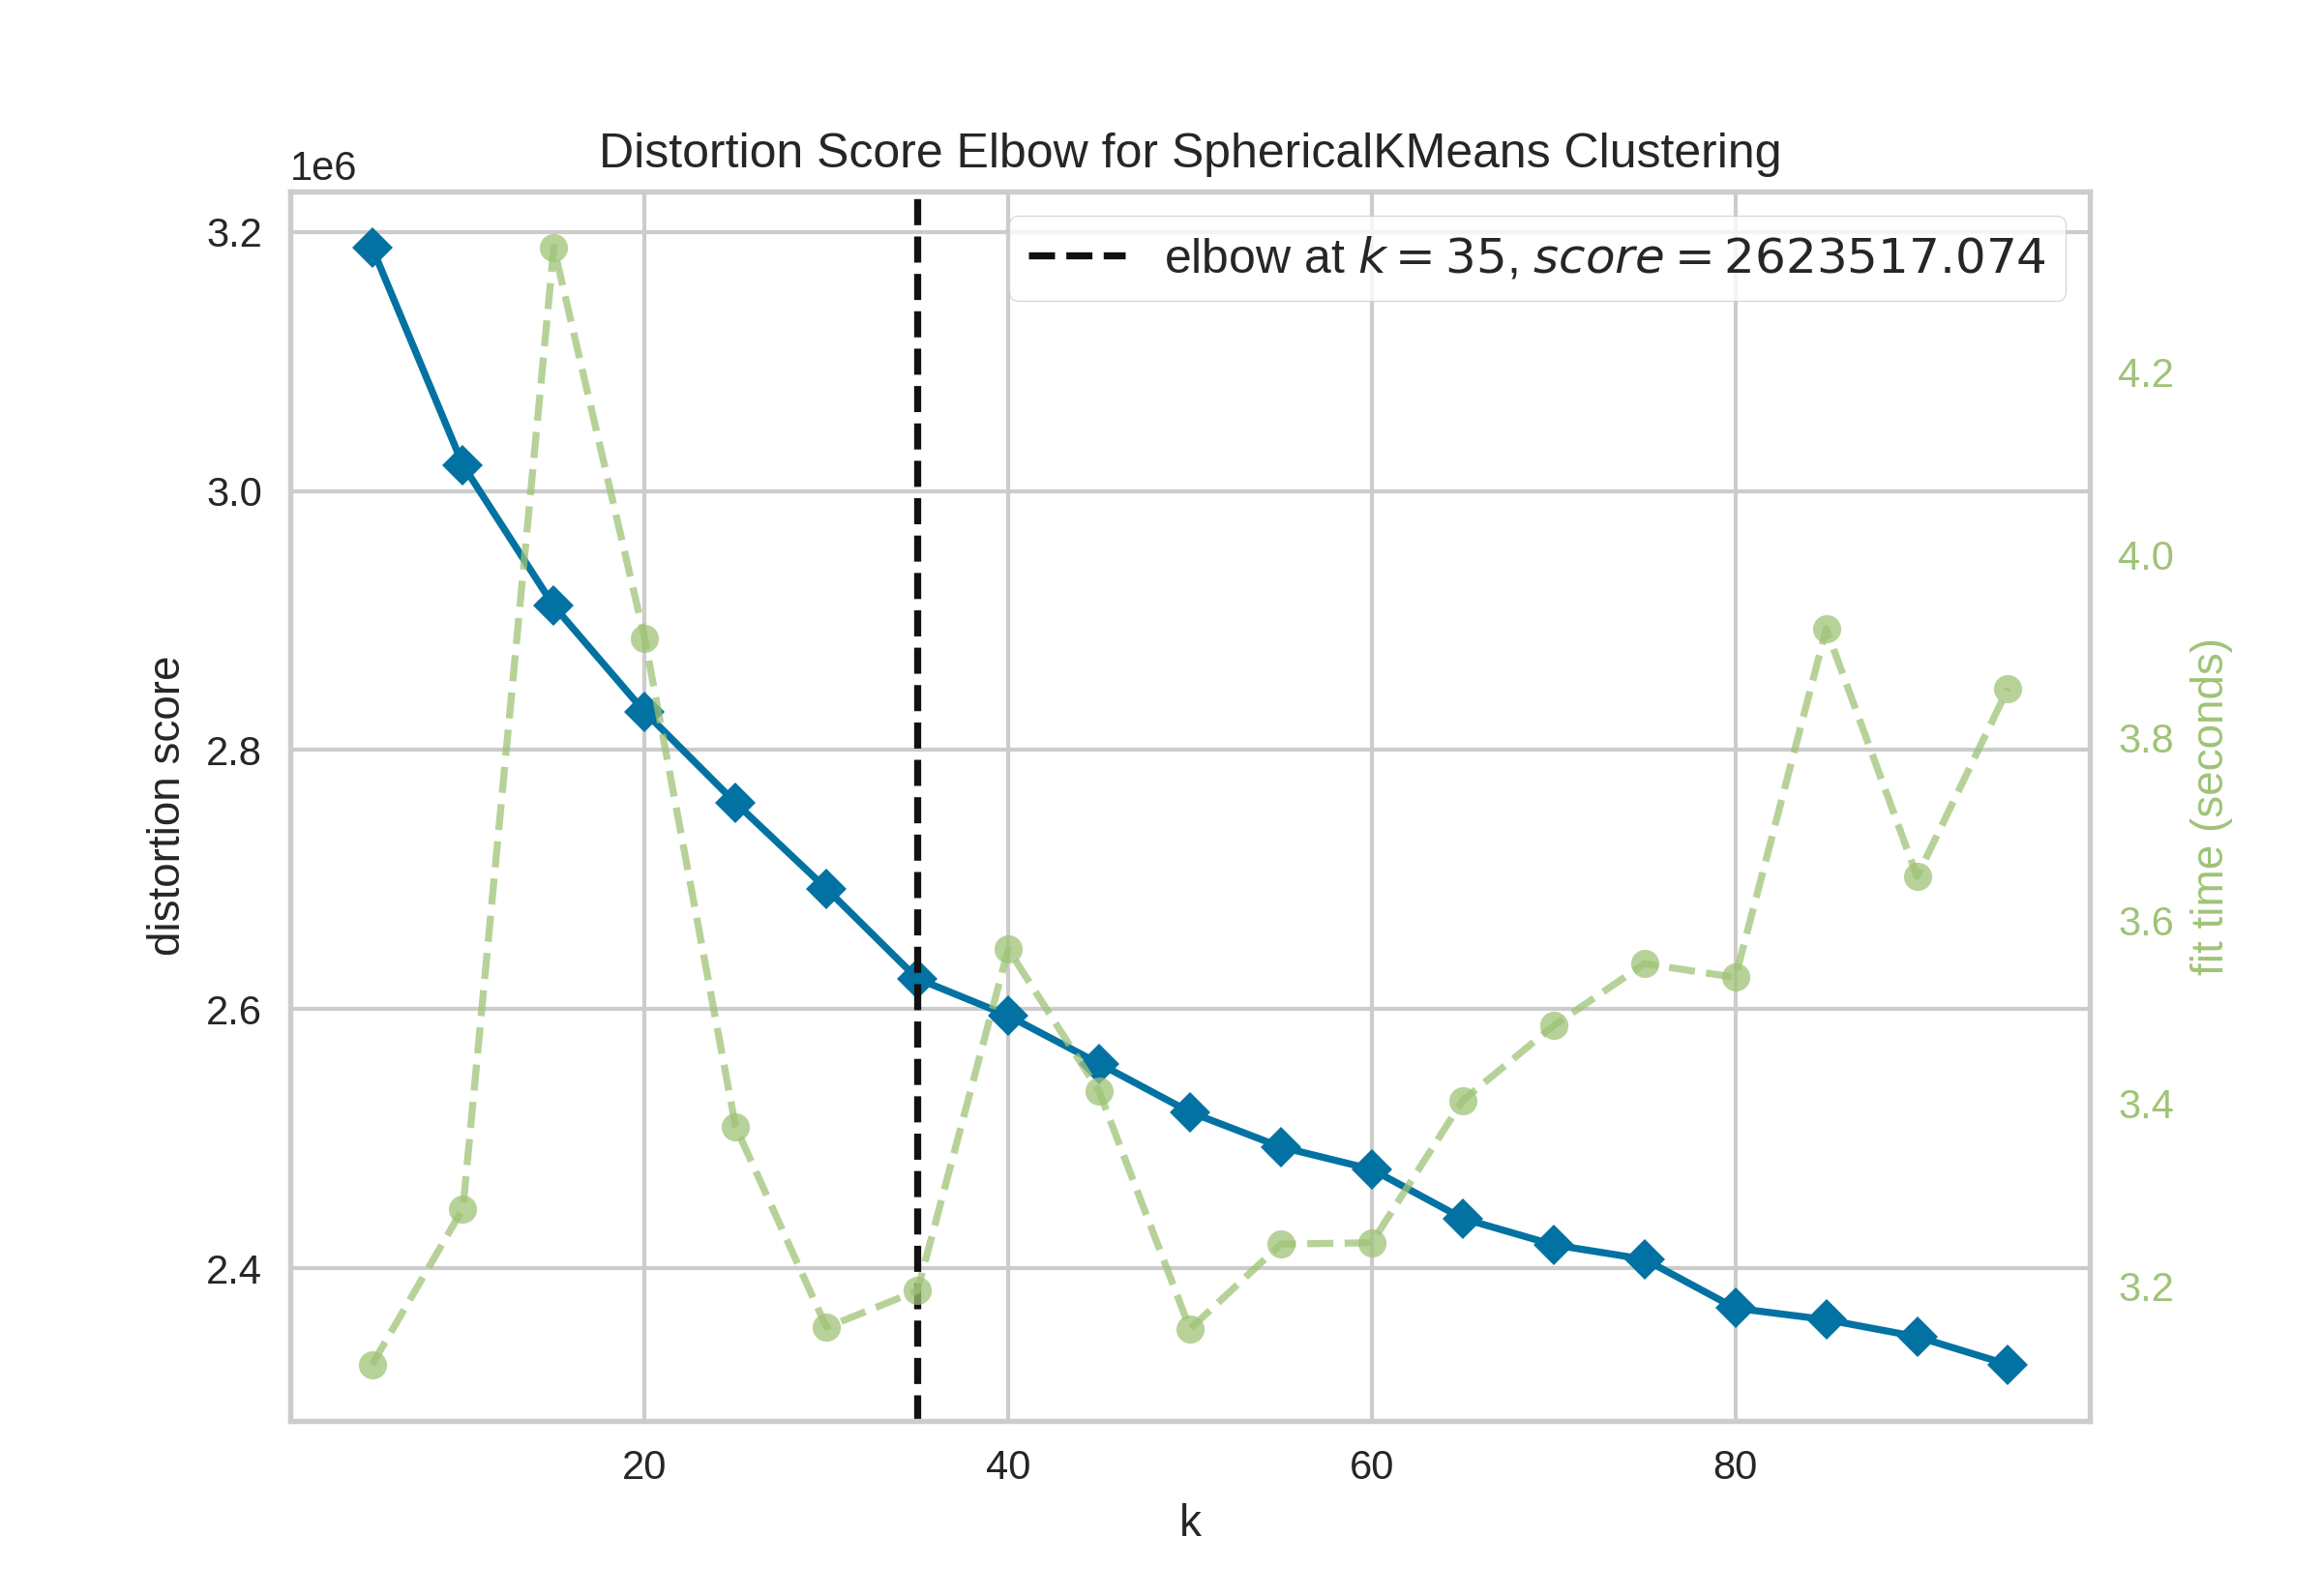 Distortion Score Elbow for SphericalKMeans Clustering
1e6
elbow at k = 35, score = 2623517.074
3.2
3.0
2.8
2.6
2.4
distortion score
4.2
4.0
3.8
3.6
3.4
3.2
fit time (seconds)
20 40 60 80
k